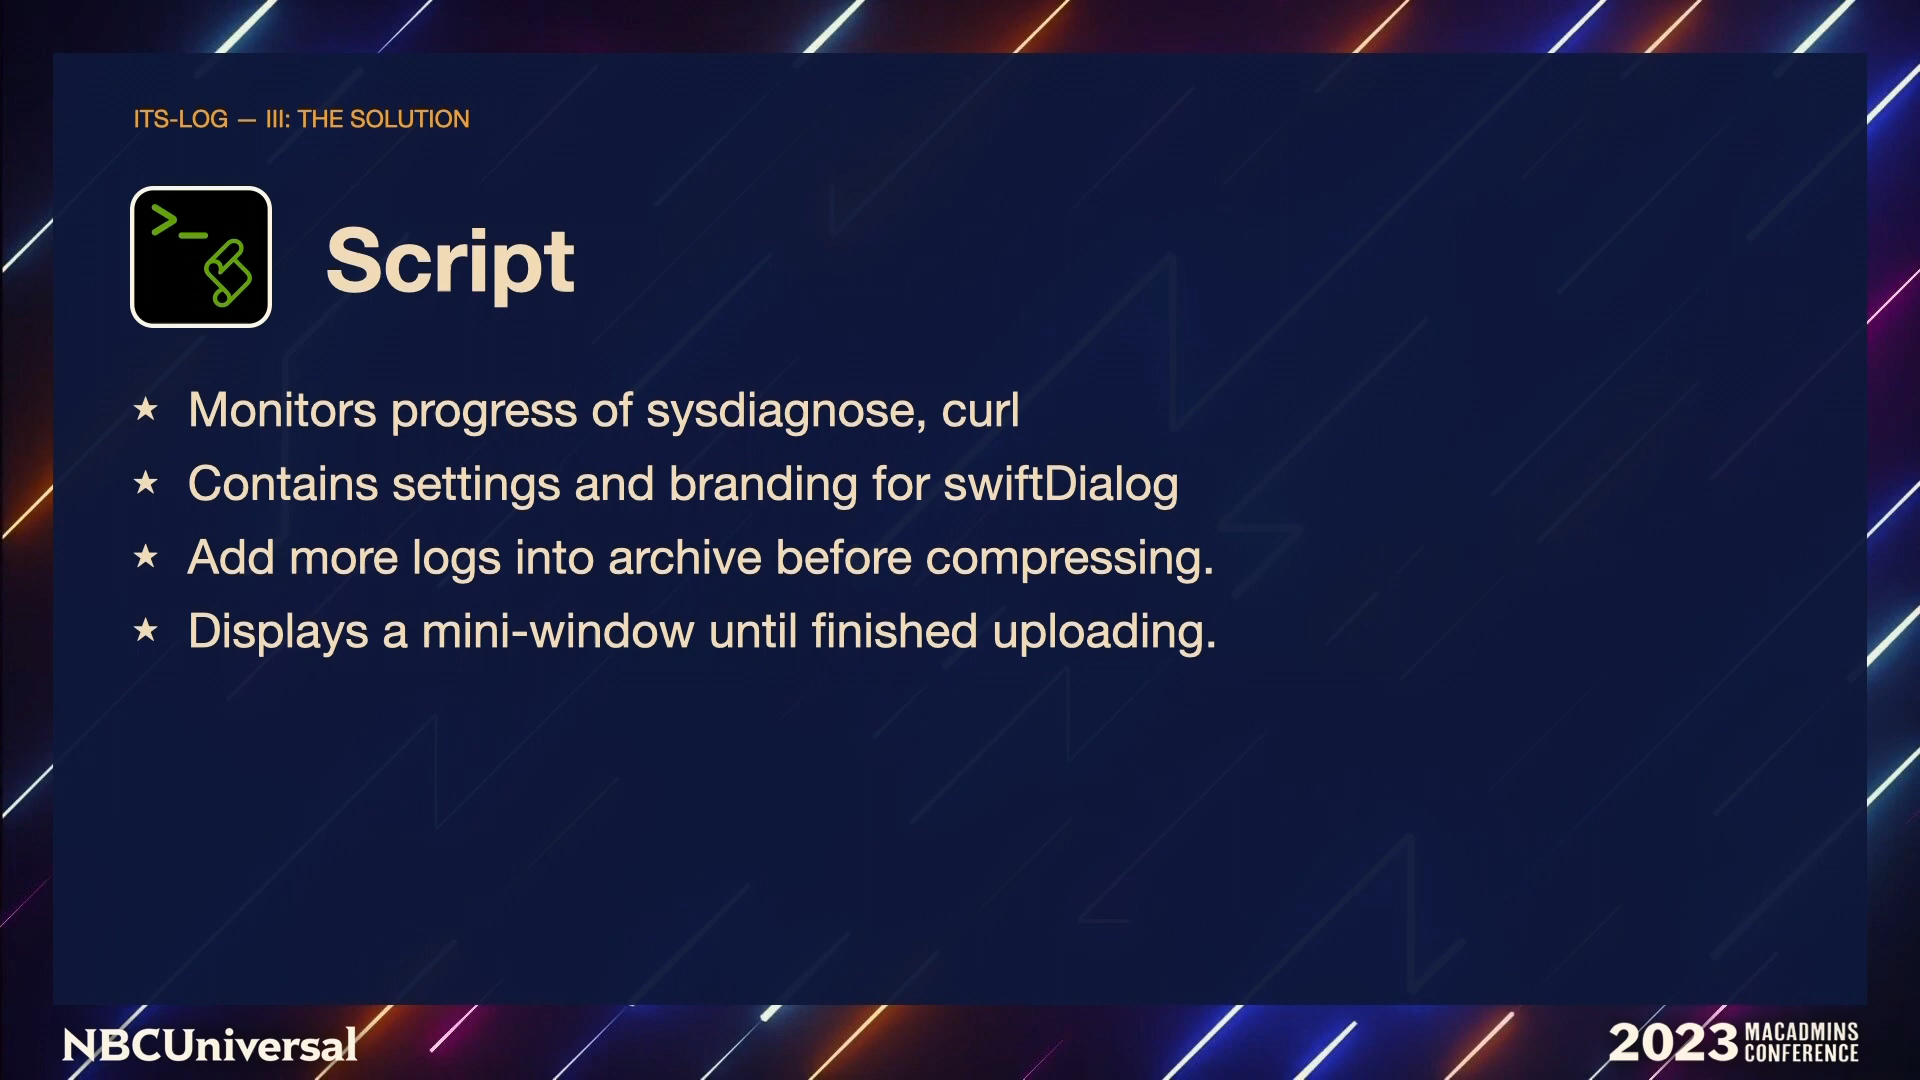 ITS-LOG — III: THE SOLUTION
>_
Script
★ Monitors progress of sysdiagnose, curl
★ Contains settings and branding for swiftDialog
★ Add more logs into archive before compressing.
★ Displays a mini-window until finished uploading.
NBCUniversal
2023 MACADMINS
CONFERENCE